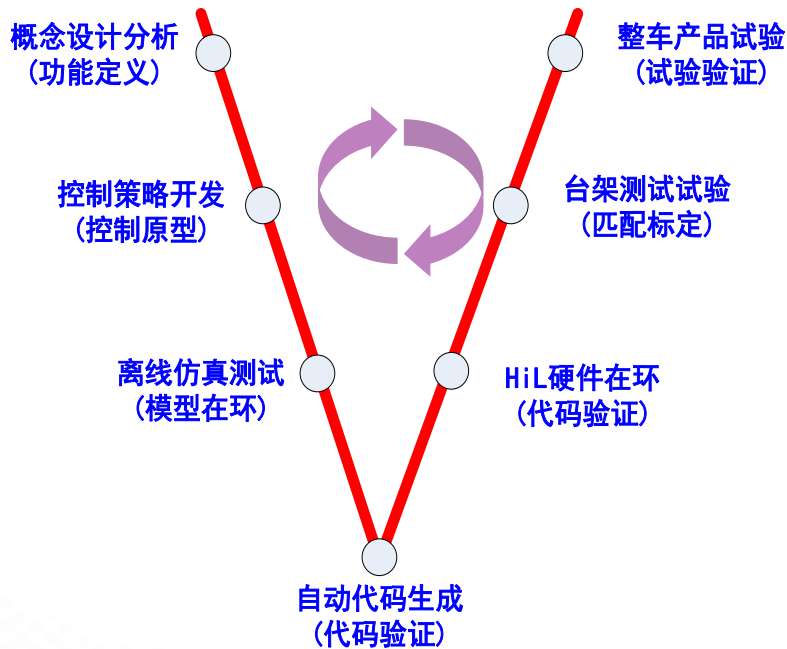 概念设计分析
(功能定义)
整车产品试验
(试验验证)
控制策略开发
(控制原型)
台架测试试验
(匹配标定)
离线仿真测试
(模型在环)
HiL硬件在环
(代码验证)
自动代码生成
(代码验证)